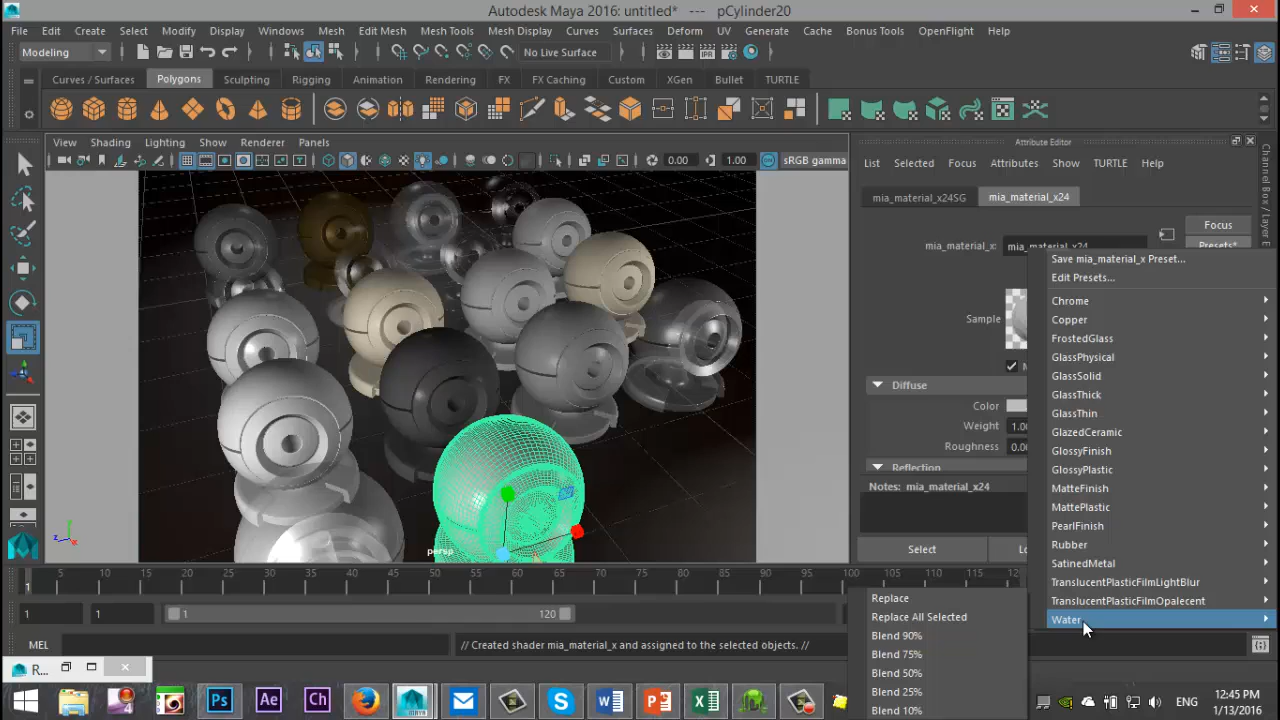 Autodesk Maya 2016: untitled* --- pCylinder20
File Edit Create Select Modify Display Windows Mesh Edit Mesh Mesh Tools Mesh Display Curves Surfaces Deform UV Generate Cache Bonus Tools OpenFlight Help
Modeling No Live Surface
Curves / Surfaces Polygons Sculpting Rigging Animation Rendering FX FX Caching Custom XGen Bullet TURTLE
View Shading Lighting Show Renderer Panels
0.00 1.00 sRGB gamma
Attribute Editor
List Selected Focus Attributes Show TURTLE Help
mia_material_x24SG mia_material_x24
Focus
mia_material_x: mia_material_x24 Presets*
Save mia_material_x Preset...
Edit Presets...
Chrome
Copper
Sample
FrostedGlass
GlassPhysical
GlassSolid
Diffuse
GlassThick
Color
GlassThin
Weight 1.00
GlazedCeramic
Roughness 0.00
GlossyFinish
Reflection
GlossyPlastic
Notes: mia_material_x24
MatteFinish
MattePlastic
PearlFinish
Rubber
Select
SatinedMetal
TranslucentPlasticFilmLightBlur
TranslucentPlasticFilmOpalecent
Water
Channel Box / Layer E
persp
y
z x
5 10 15 20 25 30 35 40 45 50 55 60 65 70 75 80 85 90 95 100 105 110 115 120
1
1 1 1 120
Replace
Replace All Selected
Blend 90%
Blend 75%
Blend 50%
Blend 25%
Blend 10%
MEL // Created shader mia_material_x and assigned to the selected objects. //
R...
Ps Ae Ch
ENG
12:45 PM
1/13/2016